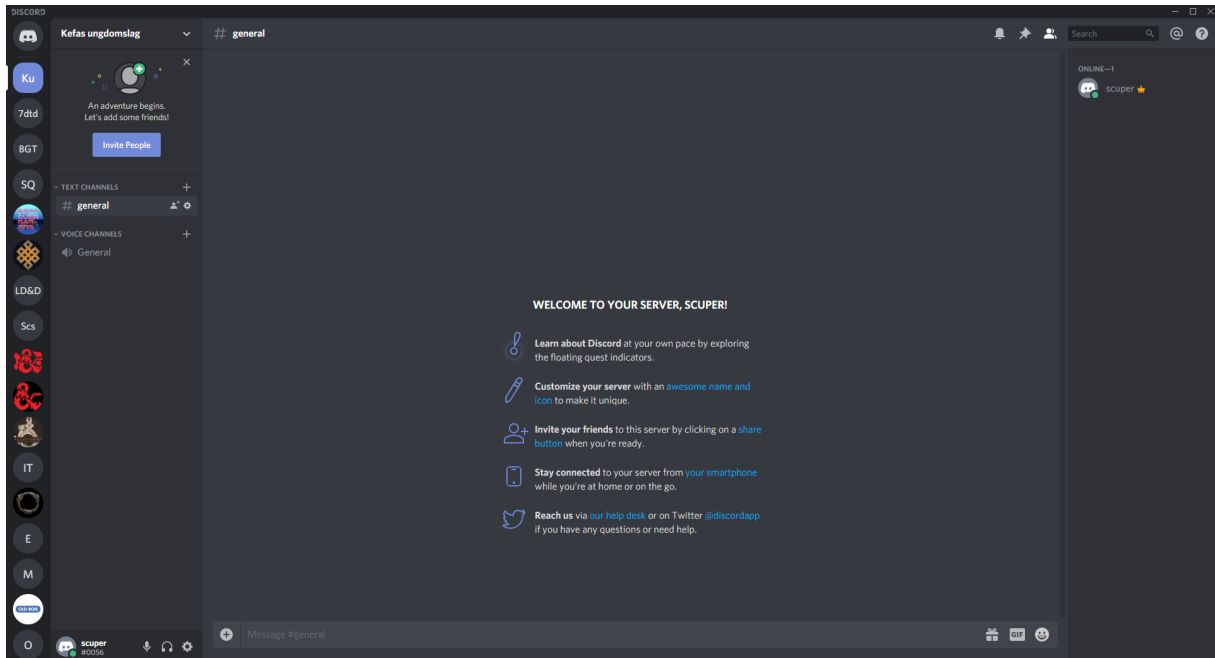 DISCORD
Kefas ungdomslag
general
Search
Ku
7dtd
BGT
SQ
LD&D
Scs
IT
E
M
OLD BOIS
O
An adventure begins.
Let's add some friends!
Invite People
TEXT CHANNELS
general
VOICE CHANNELS
General
WELCOME TO YOUR SERVER, SCUPER!
Learn about Discord at your own pace by exploring
the floating quest indicators.
Customize your server with an awesome name and
icon to make it unique.
Invite your friends to this server by clicking on a share
button when you're ready.
Stay connected to your server from your smartphone
while you're at home or on the go.
Reach us via our help desk or on Twitter @discordapp
if you have any questions or need help.
Message #general
GIF
scuper
#0056
ONLINE—1
scuper